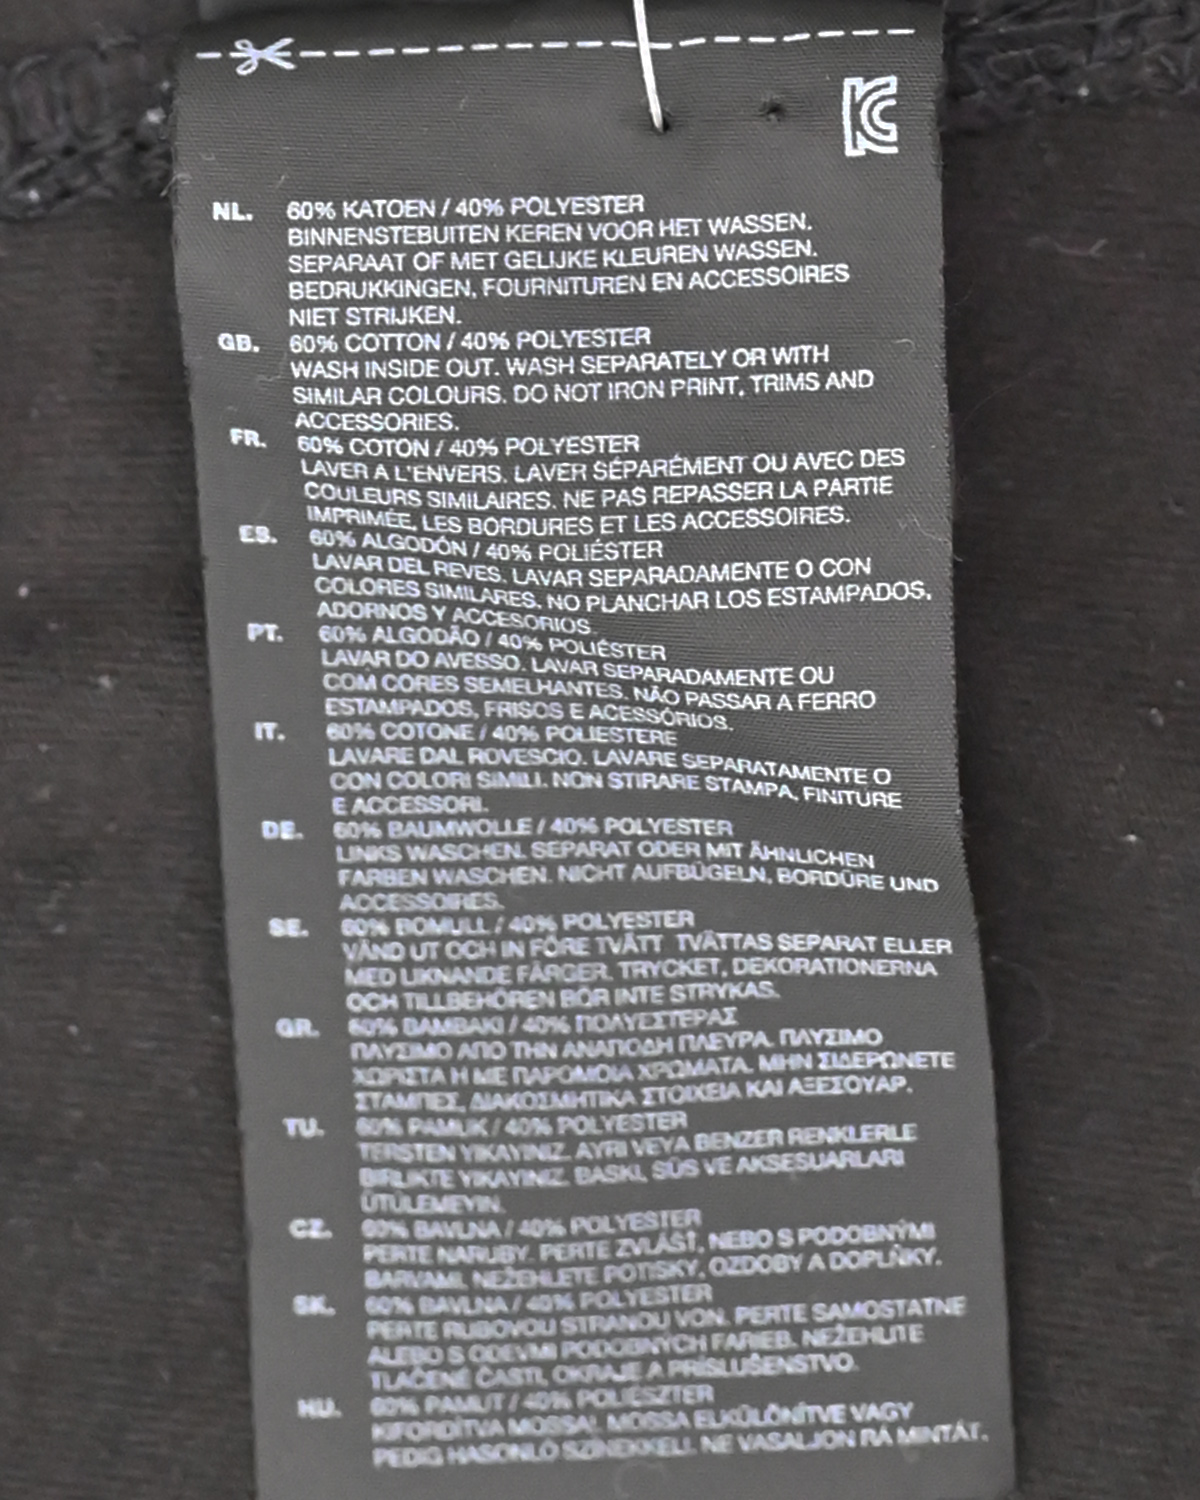 KC
NL. 60% KATOEN / 40% POLYESTER
BINNENSTEBUITEN KEREN VOOR HET WASSEN.
SEPARAAT OF MET GELIJKE KLEUREN WASSEN.
BEDRUKKINGEN, FOURNITUREN EN ACCESSOIRES
NIET STRIJKEN.
GB. 60% COTTON / 40% POLYESTER
WASH INSIDE OUT. WASH SEPARATELY OR WITH
SIMILAR COLOURS. DO NOT IRON PRINT, TRIMS AND
ACCESSORIES.
FR. 60% COTON / 40% POLYESTER
LAVER A L'ENVERS. LAVER SÉPARÉMENT OU AVEC DES
COULEURS SIMILAIRES. NE PAS REPASSER LA PARTIE
IMPRIMÉE, LES BORDURES ET LES ACCESSOIRES.
ES. 60% ALGODÓN / 40% POLIÉSTER
LAVAR DEL REVES. LAVAR SEPARADAMENTE O CON
COLORES SIMILARES. NO PLANCHAR LOS ESTAMPADOS,
ADORNOS Y ACCESORIOS.
PT. 60% ALGODÃO / 40% POLIÉSTER
LAVAR DO AVESSO. LAVAR SEPARADAMENTE OU
COM CORES SEMELHANTES. NÃO PASSAR A FERRO
ESTAMPADOS, FRISOS E ACESSÓRIOS.
IT. 60% COTONE / 40% POLIESTERE
LAVARE DAL ROVESCIO. LAVARE SEPARATAMENTE O
CON COLORI SIMILI. NON STIRARE STAMPA, FINITURE
E ACCESSORI.
DE. 60% BAUMWOLLE / 40% POLYESTER
LINKS WASCHEN. SEPARAT ODER MIT ÄHNLICHEN
FARBEN WASCHEN. NICHT AUFBÜGELN, BORDÜRE UND
ACCESSOIRES.
SE. 60% BOMULL / 40% POLYESTER
VÄND UT OCH IN FÖRE TVÄTT TVÄTTAS SEPARAT ELLER
MED LIKNANDE FÄRGER. TRYCKET, DEKORATIONERNA
OCH TILLBEHÖREN BÖR INTE STRYKAS.
GR. 60% BAMBAKI / 40% ΠΟΛΥΕΣΤΕΡΑΣ
ΠΛΥΣΙΜΟ ΑΠΟ ΤΗΝ ΑΝΑΠΟΔΗ ΠΛΕΥΡΑ. ΠΛΥΣΙΜΟ
ΧΩΡΙΣΤΑ Η ΜΕ ΠΑΡΟΜΟΙΑ ΧΡΩΜΑΤΑ. ΜΗΝ ΣΙΔΕΡΩΝΕΤΕ
ΣΤΑΜΠΕΣ, ΔΙΑΚΟΣΜΗΤΙΚΑ ΣΤΟΙΧΕΙΑ ΚΑΙ ΑΞΕΣΟΥΑΡ.
TU. 60% PAMUK / 40% POLYESTER
TERSTEN YIKAYINIZ. AYRI VEYA BENZER RENKLERLE
BIRLIKTE YIKAYINIZ. BASKI, SÜS VE AKSESUARLARI
ÜTÜLEMEYIN.
CZ. 60% BAVLNA / 40% POLYESTER
PERTE NARUBY. PERTE ZVLÁŠŤ, NEBO S PODOBNÝMI
BARVAMI. NEŽEHLETE POTISKY, OZDOBY A DOPLŇKY.
SK. 60% BAVLNA / 40% POLYESTER
PERTE RUBOVOU STRANOU VON. PERTE SAMOSTATNE
ALEBO S ODEVMI PODOBNÝCH FARIEB. NEŽEHLITE
TLAČENÉ ČASTI, OKRAJE A PRÍSLUŠENSTVO.
HU. 60% PAMUT / 40% POLIÉSZTER
KIFORDÍTVA MOSSA!, MOSSA ELKÜLÖNÍTVE VAGY
PEDIG HASONLÓ SZÍNEKKEL! NE VASALJON RÁ MINTÁT,